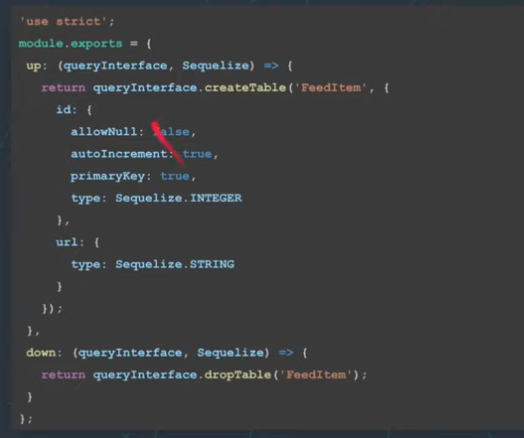 'use strict';
module.exports = {
up: (queryInterface, Sequelize) => {
return queryInterface.createTable('FeedItem', {
id: {
allowNull: false,
autoIncrement: true,
primaryKey: true,
type: Sequelize.INTEGER
},
url: {
type: Sequelize.STRING
}
});
},
down: (queryInterface, Sequelize) => {
return queryInterface.dropTable('FeedItem');
}
};